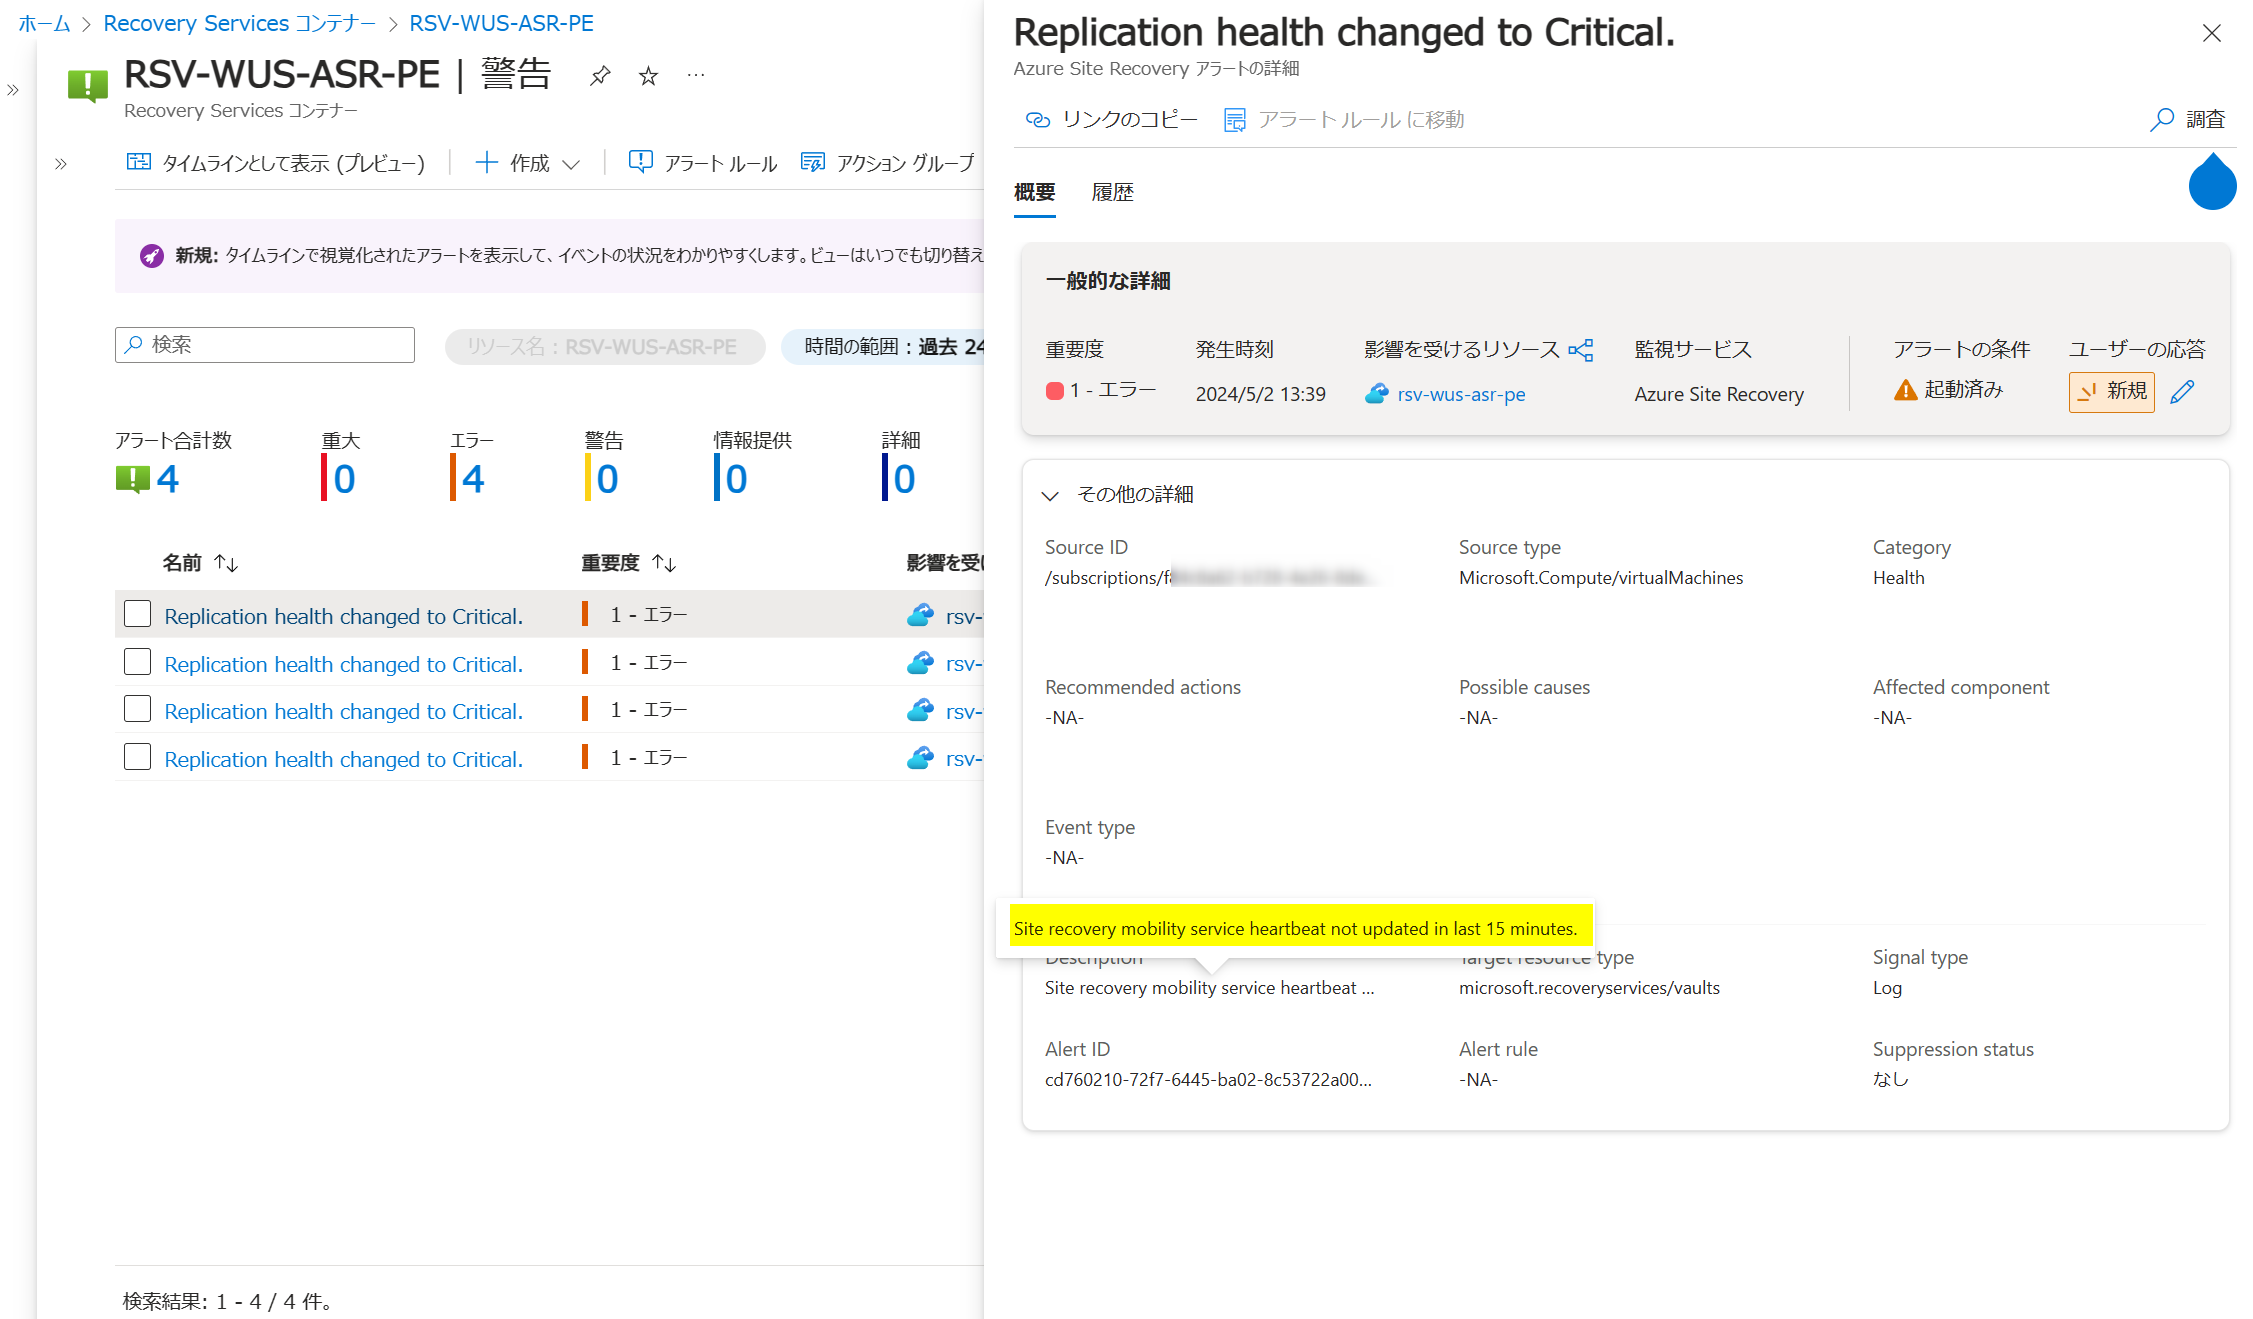 ホーム > Recovery Services コンテナー > RSV-WUS-ASR-PE
RSV-WUS-ASR-PE | 警告
Recovery Services コンテナー
タイムラインとして表示 (プレビュー)
作成
アラート ルール
アクション グループ
新規: タイムラインで視覚化されたアラートを表示して、イベントの状況をわかりやすくします。ビューはいつでも切り替え
検索
リソース名 : RSV-WUS-ASR-PE
時間の範囲 : 過去 24
アラート合計数 重大 エラー 警告 情報提供 詳細
4 0 4 0 0 0
名前 重要度 影響を受け
Replication health changed to Critical. 1 - エラー rsv-
Replication health changed to Critical. 1 - エラー rsv-
Replication health changed to Critical. 1 - エラー rsv-
Replication health changed to Critical. 1 - エラー rsv-
検索結果: 1 - 4 / 4 件。
Replication health changed to Critical.
Azure Site Recovery アラートの詳細
リンクのコピー
アラート ルール に移動
調査
概要 履歴
一般的な詳細
重要度 発生時刻 影響を受けるリソース 監視サービス アラートの条件 ユーザーの応答
1 - エラー 2024/5/2 13:39 rsv-wus-asr-pe Azure Site Recovery 起動済み 新規
その他の詳細
Source ID Source type Category
/subscriptions/f Microsoft.Compute/virtualMachines Health
Recommended actions Possible causes Affected component
-NA- -NA- -NA-
Event type
-NA-
Site recovery mobility service heartbeat not updated in last 15 minutes.
Description Target resource type Signal type
Site recovery mobility service heartbeat ... microsoft.recoveryservices/vaults Log
Alert ID Alert rule Suppression status
cd760210-72f7-6445-ba02-8c53722a00... -NA- なし